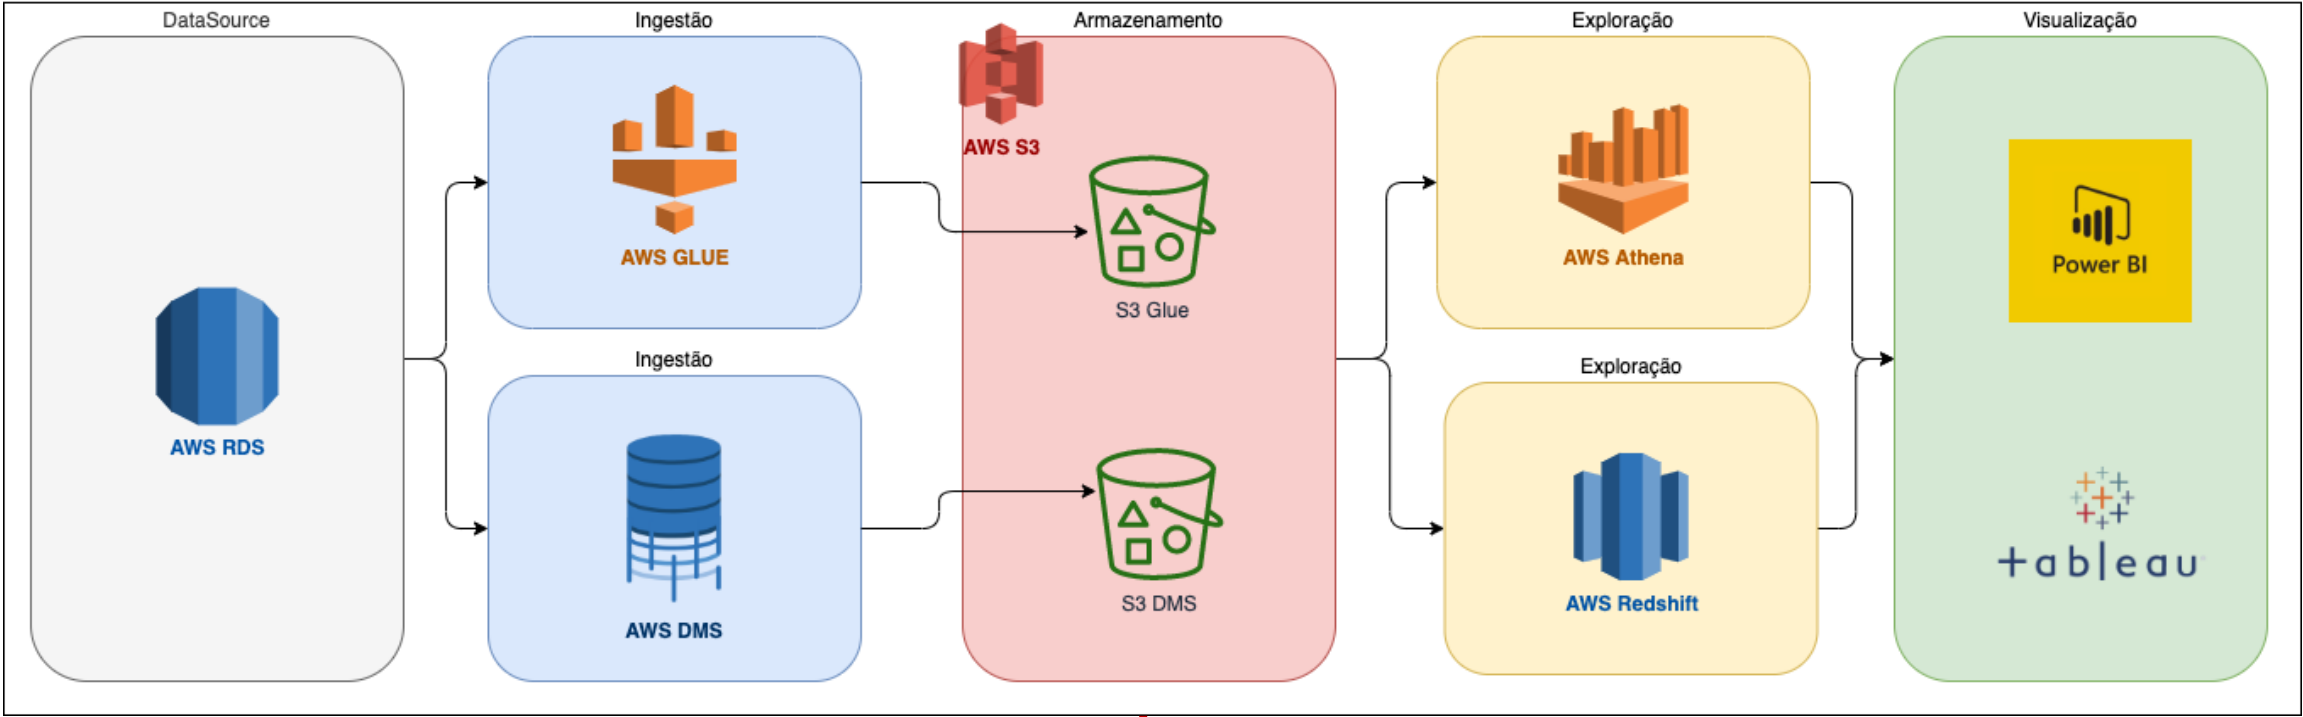 DataSource
Ingestão
Armazenamento
Exploração
Visualização
AWS S3
AWS GLUE
S3 Glue
AWS Athena
Power BI
Ingestão
Exploração
AWS RDS
AWS DMS
S3 DMS
AWS Redshift
+ableau